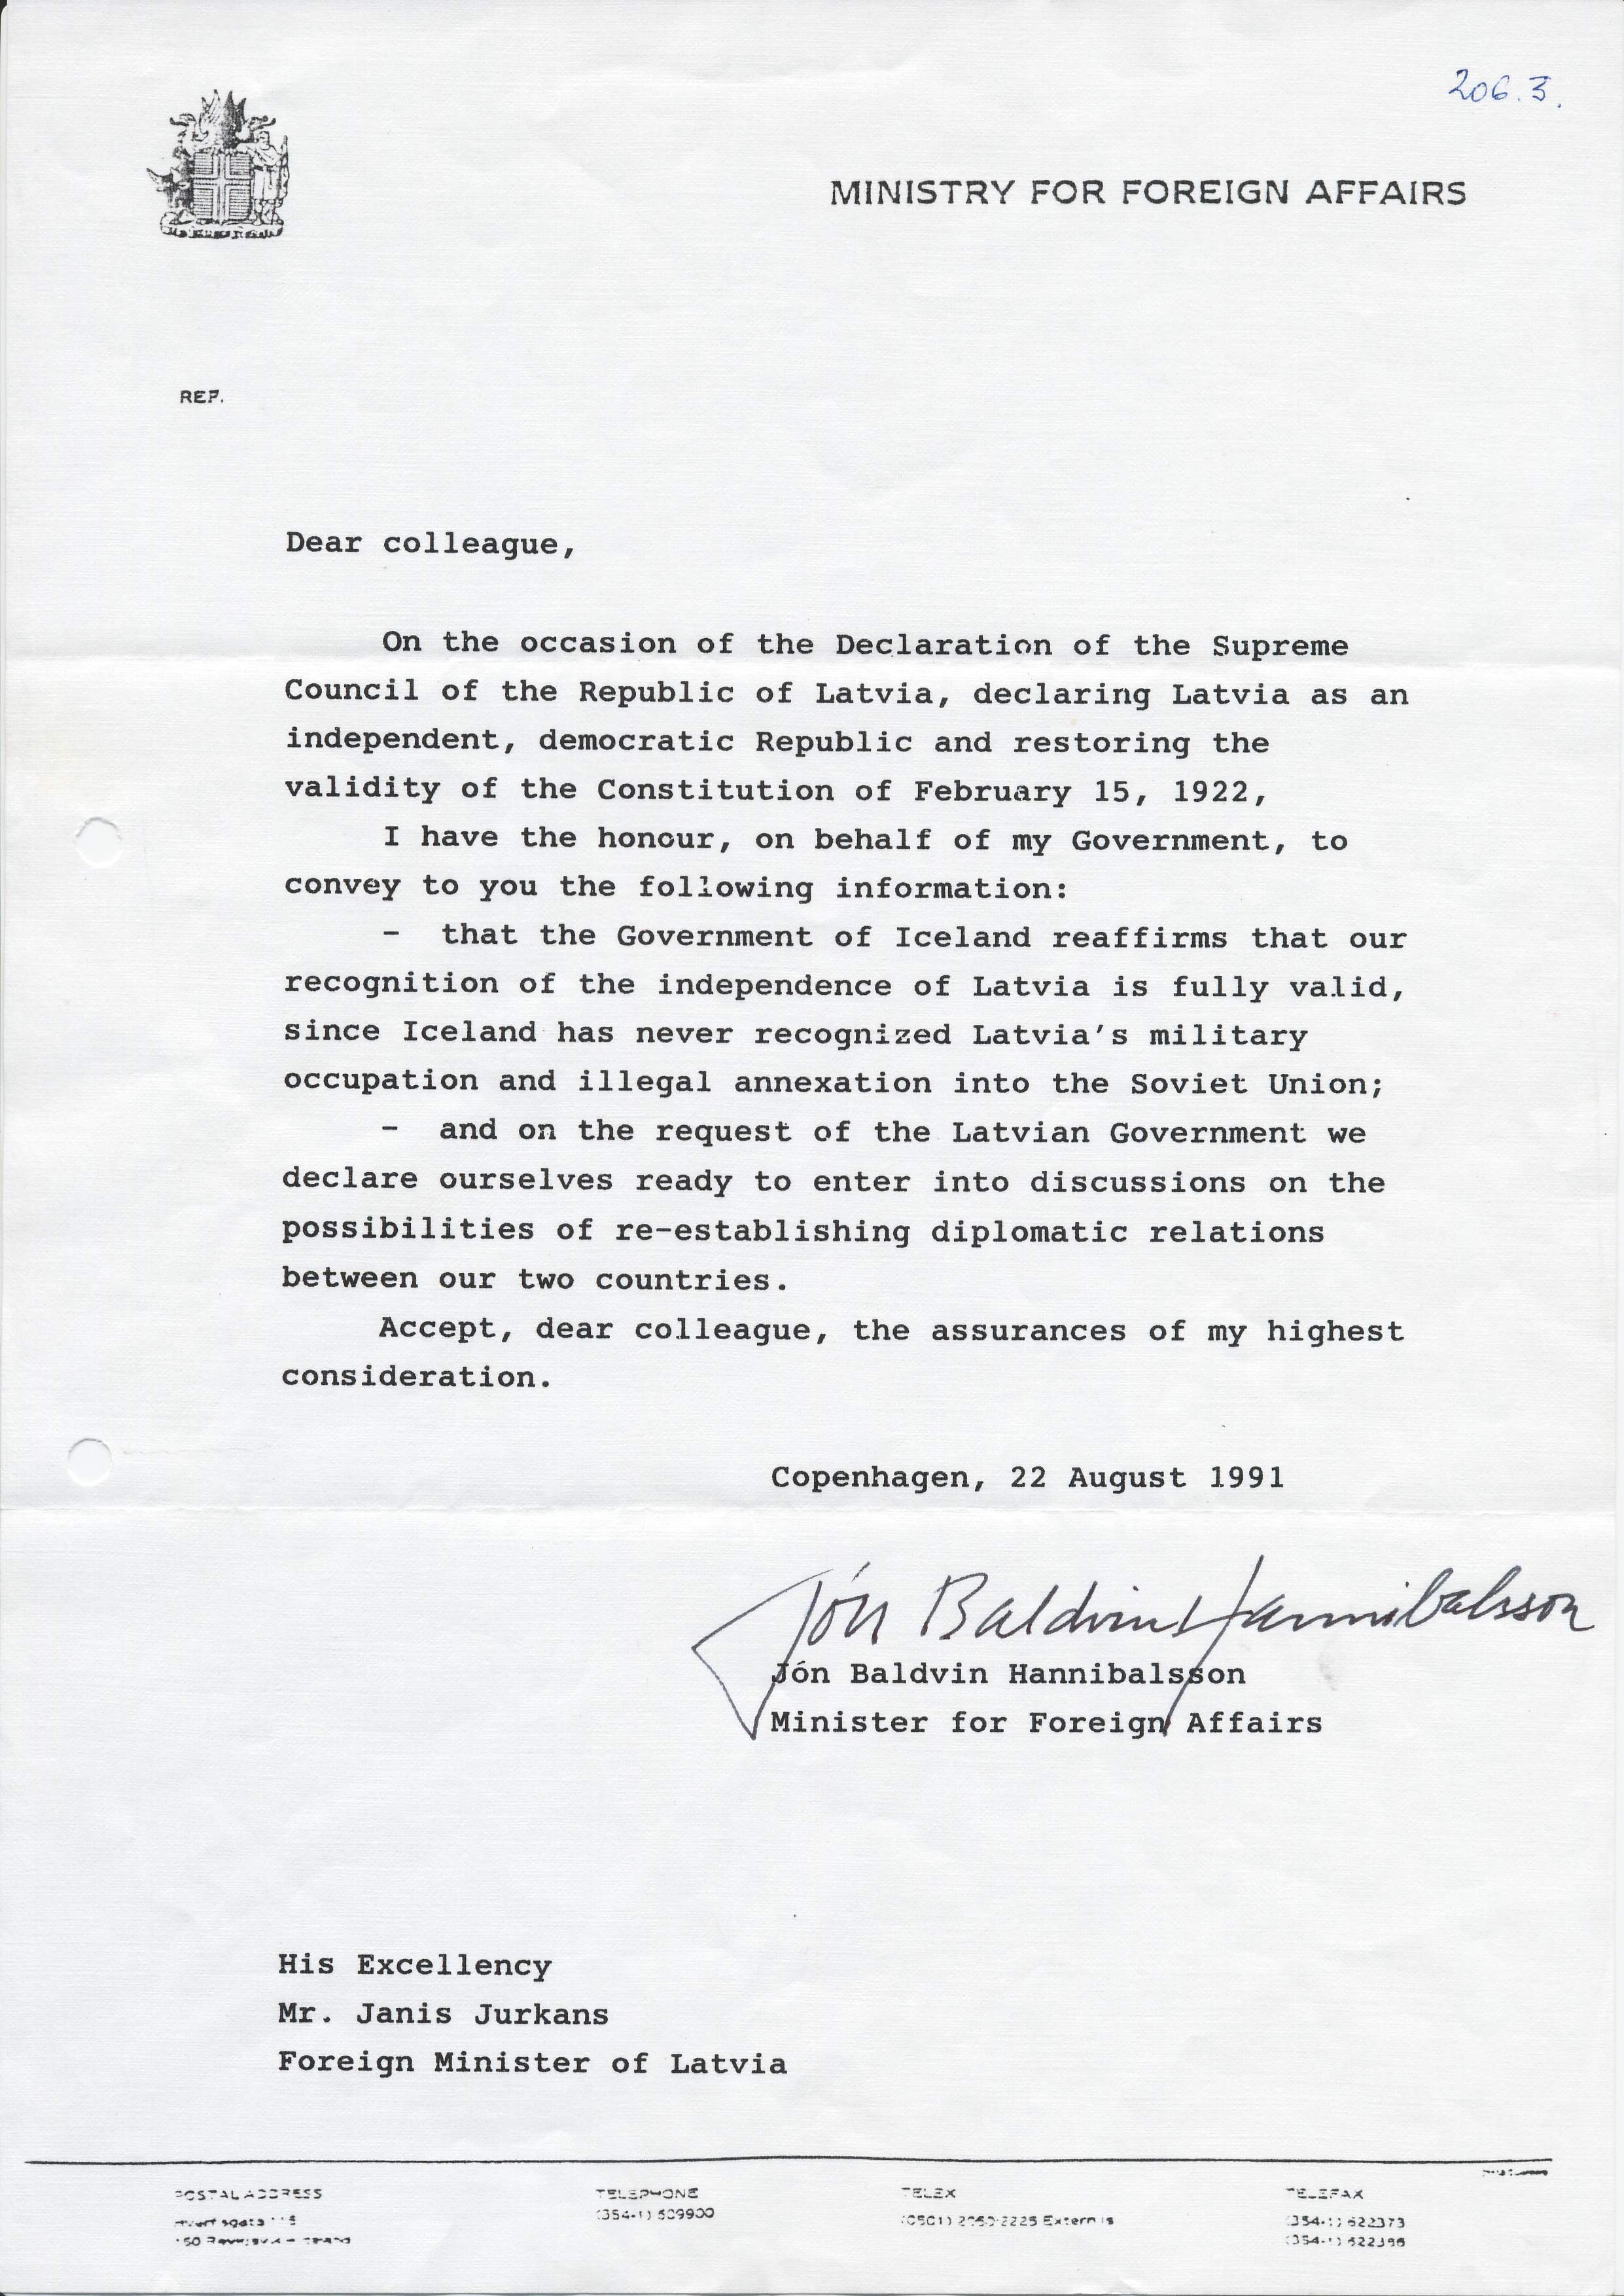 206.3.
MINISTRY FOR FOREIGN AFFAIRS
REF.
Dear colleague,
On the occasion of the Declaration of the Supreme
Council of the Republic of Latvia, declaring Latvia as an
independent, democratic Republic and restoring the
validity of the Constitution of February 15, 1922,
I have the honour, on behalf of my Government, to
convey to you the following information:
- that the Government of Iceland reaffirms that our
recognition of the independence of Latvia is fully valid,
since Iceland has never recognized Latvia's military
occupation and illegal annexation into the Soviet Union;
- and on the request of the Latvian Government we
declare ourselves ready to enter into discussions on the
possibilities of re-establishing diplomatic relations
between our two countries.
Accept, dear colleague, the assurances of my highest
consideration.
Copenhagen, 22 August 1991
Jón Baldvin Hannibalsson
Jón Baldvin Hannibalsson
Minister for Foreign Affairs
His Excellency
Mr. Janis Jurkans
Foreign Minister of Latvia
POSTAL ADDRESS
150
TELEPHONE
(354-1) 609900
TELEX
Extern is
TELEFAX
(354-1) 622373
(354-1)